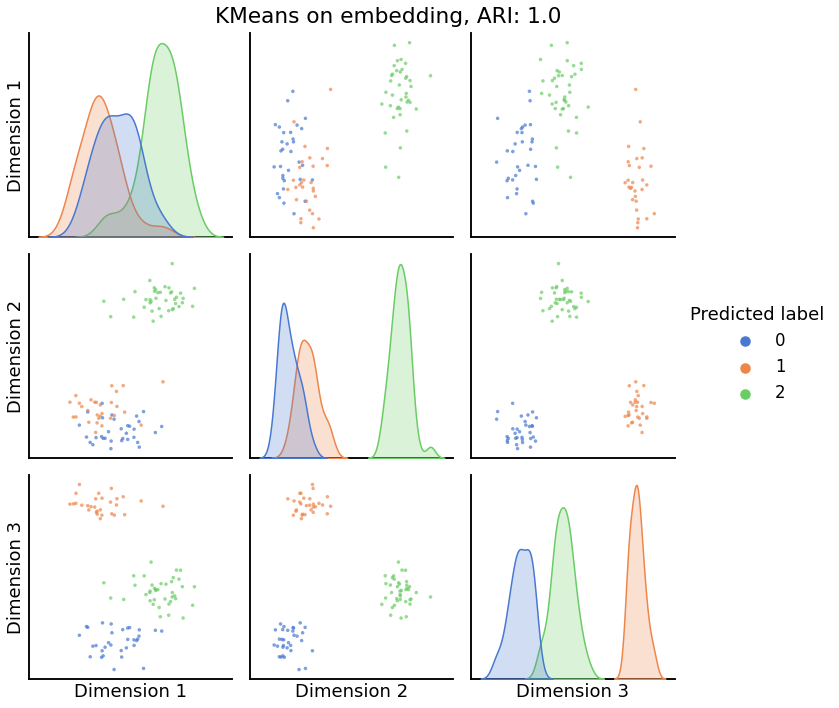 KMeans on embedding, ARI: 1.0
Dimension 1
Dimension 2
Dimension 3
Predicted label
0
1
2
Dimension 1
Dimension 2
Dimension 3